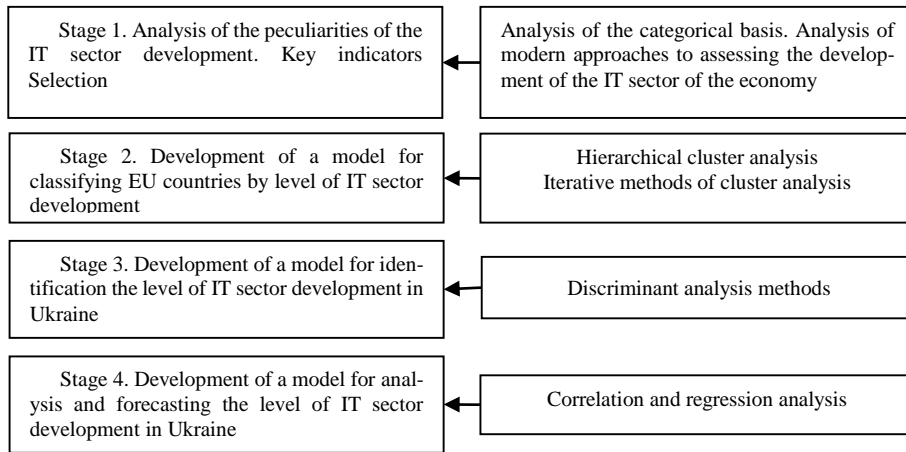 Stage 1. Analysis of the peculiarities of the
IT sector development. Key indicators
Selection
Analysis of the categorical basis. Analysis of
modern approaches to assessing the develop-
ment of the IT sector of the economy
Stage 2. Development of a model for
classifying EU countries by level of IT sector
development
Hierarchical cluster analysis
Iterative methods of cluster analysis
Stage 3. Development of a model for iden-
tification the level of IT sector development in
Ukraine
Discriminant analysis methods
Stage 4. Development of a model for anal-
ysis and forecasting the level of IT sector
development in Ukraine
Correlation and regression analysis